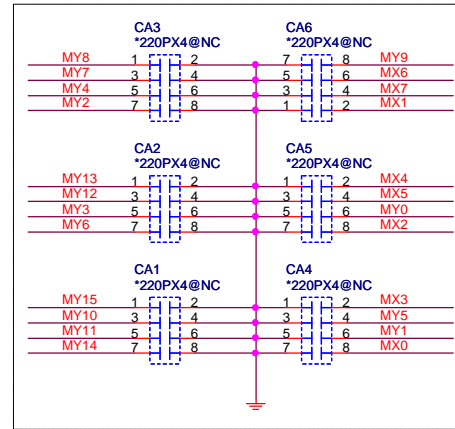 CA3 CA6
*220PX4@NC *220PX4@NC
MY8 1 2 7 8 MY9
MY7 3 4 5 6 MX6
MY4 5 6 3 4 MX7
MY2 7 8 1 2 MX1
CA2 CA5
*220PX4@NC *220PX4@NC
MY13 1 2 1 2 MX4
MY12 3 4 3 4 MX5
MY3 5 6 5 6 MY0
MY6 7 8 7 8 MX2
CA1 CA4
*220PX4@NC *220PX4@NC
MY15 1 2 1 2 MX3
MY10 3 4 3 4 MY5
MY11 5 6 5 6 MY1
MY14 7 8 7 8 MX0